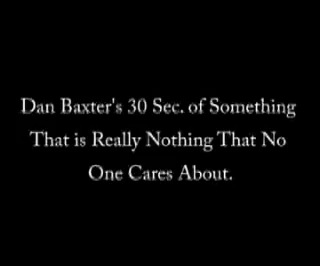 Dan Baxter's 30 Sec. of Something
That is Really Nothing That No
One Cares About.